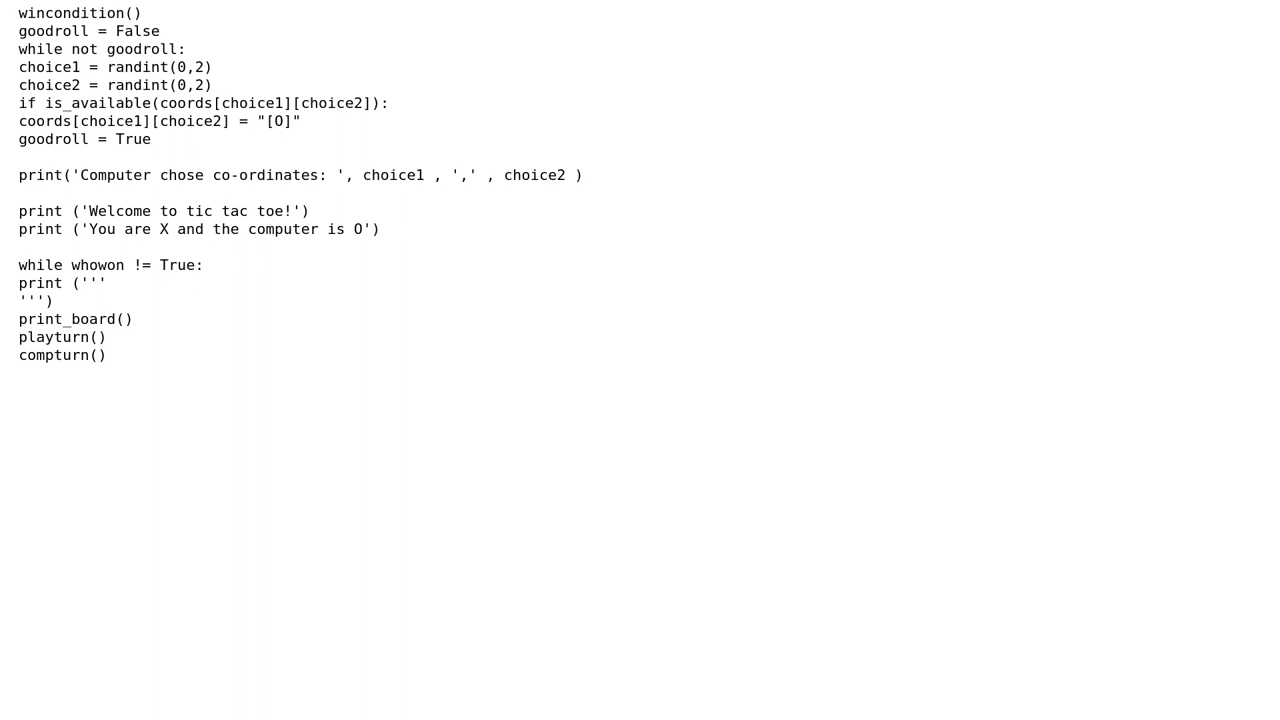 wincondition()
goodroll = False
while not goodroll:
choice1 = randint(0,2)
choice2 = randint(0,2)
if is_available(coords[choice1][choice2]):
coords[choice1][choice2] = "[O]"
goodroll = True

print('Computer chose co-ordinates: ', choice1 , ',' , choice2 )

print ('Welcome to tic tac toe!')
print ('You are X and the computer is O')

while whowon != True:
print ('''
''')
print_board()
playturn()
compturn()